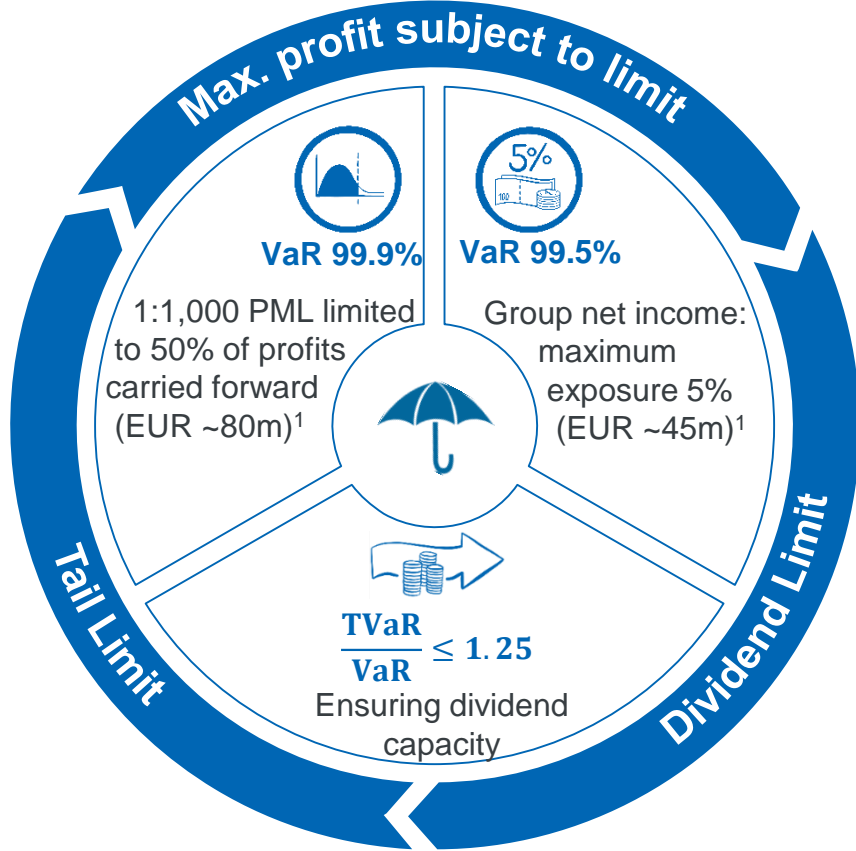 Max. profit subject to limit
5%
100
VaR 99.9%
1:1,000 PML limited
to 50% of profits
carried forward
(EUR ~80m)1
VaR 99.5%
Group net income:
maximum
exposure 5%
(EUR ~45m)1
TVaR
VaR
≤ 1.25
Ensuring dividend
capacity
Tail Limit
Dividend Limit